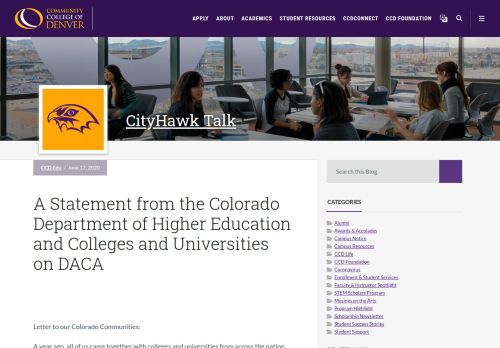 COMMUNITY
COLLEGE OF
DENVER
APPLY ABOUT ACADEMICS STUDENT RESOURCES CCDCONNECT CCD FOUNDATION
CityHawk Talk
CCD Edu / June 17, 2020
Search this Blog
A Statement from the Colorado
Department of Higher Education
and Colleges and Universities
on DACA
CATEGORIES
Alumni
Awards & Accolades
Campus Notice
Campus Resources
CCD Life
CCD Foundation
Coronavirus
Enrollment & Student Services
Faculty & Instructor Spotlight
STEM Scholars Program
Musings on the Arts
Program Highlight
Scholarship Newsletter
Student Success Stories
Student Support
Letter to our Colorado Communities:
A year ago, all of us came together with colleges and universities from across the nation